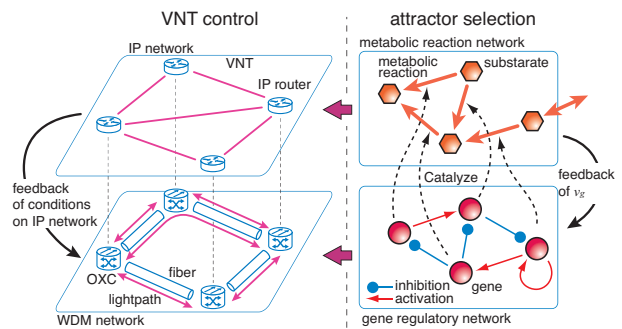 VNT control
IP network
VNT
IP router
feedback
of conditions
on IP network
OXC
fiber
lightpath
WDM network
attractor selection
metabolic reaction network
metabolic
reaction
substarate
Catalyze
feedback
of vg
gene
inhibition
activation
gene regulatory network